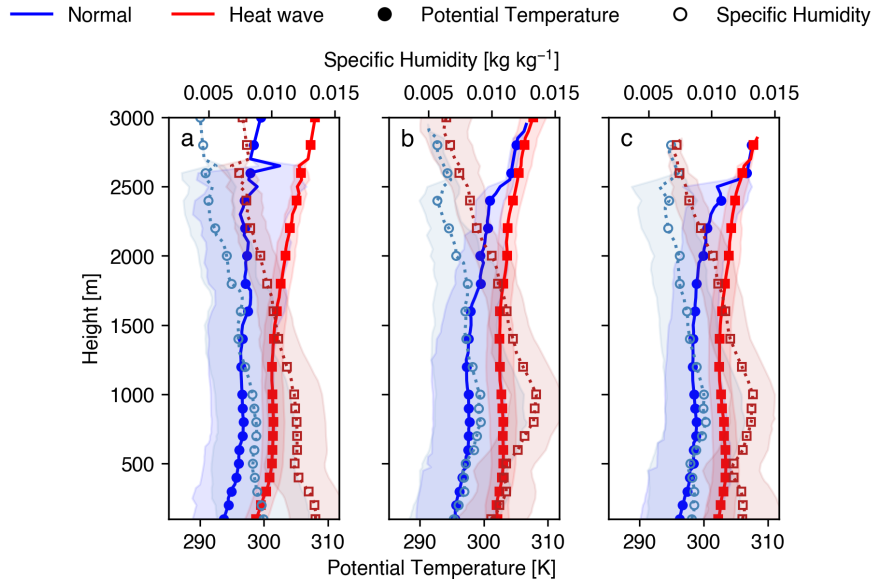 Normal Heat wave Potential Temperature Specific Humidity
Specific Humidity [kg kg⁻¹]
0.005 0.010 0.015 0.005 0.010 0.015 0.005 0.010 0.015
3000 a b c
2500
2000
Height [m]
1500
1000
500
290 300 310 290 300 310 290 300 310
Potential Temperature [K]